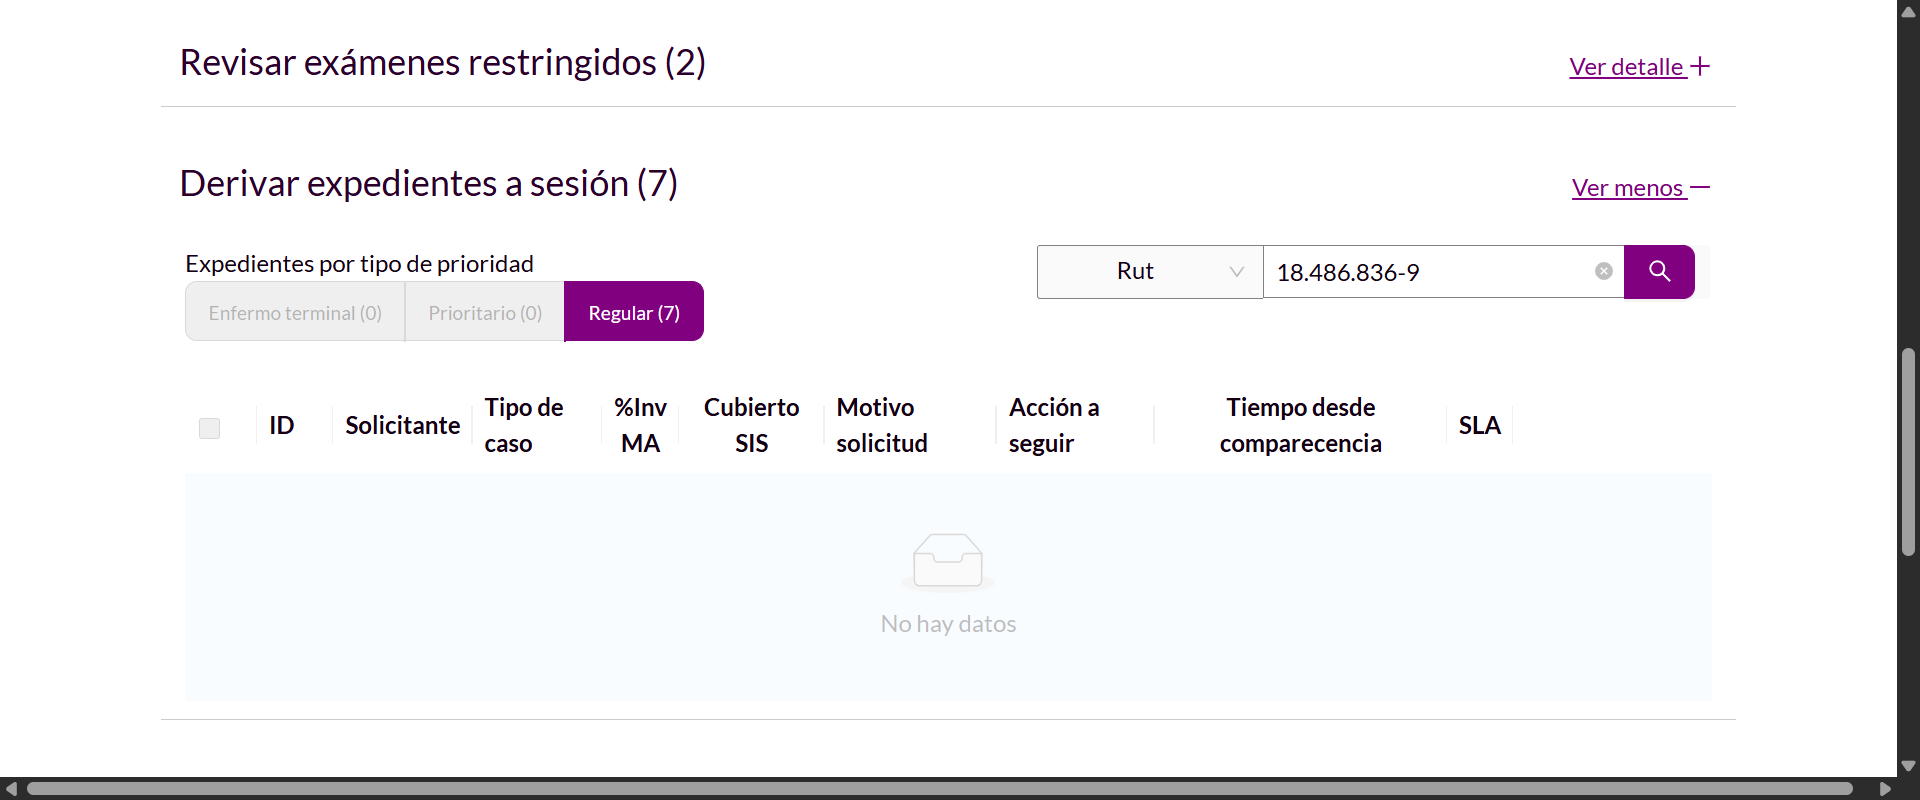 Revisar exámenes restringidos (2)
Ver detalle
Derivar expedientes a sesión (7)
Ver menos
Expedientes por tipo de prioridad
Enfermo terminal (0)
Prioritario (0)
Regular (7)
Rut
18.486.836-9
ID
Solicitante
Tipo de
caso
%Inv
MA
Cubierto
SIS
Motivo
solicitud
Acción a
seguir
Tiempo desde
comparecencia
SLA
No hay datos